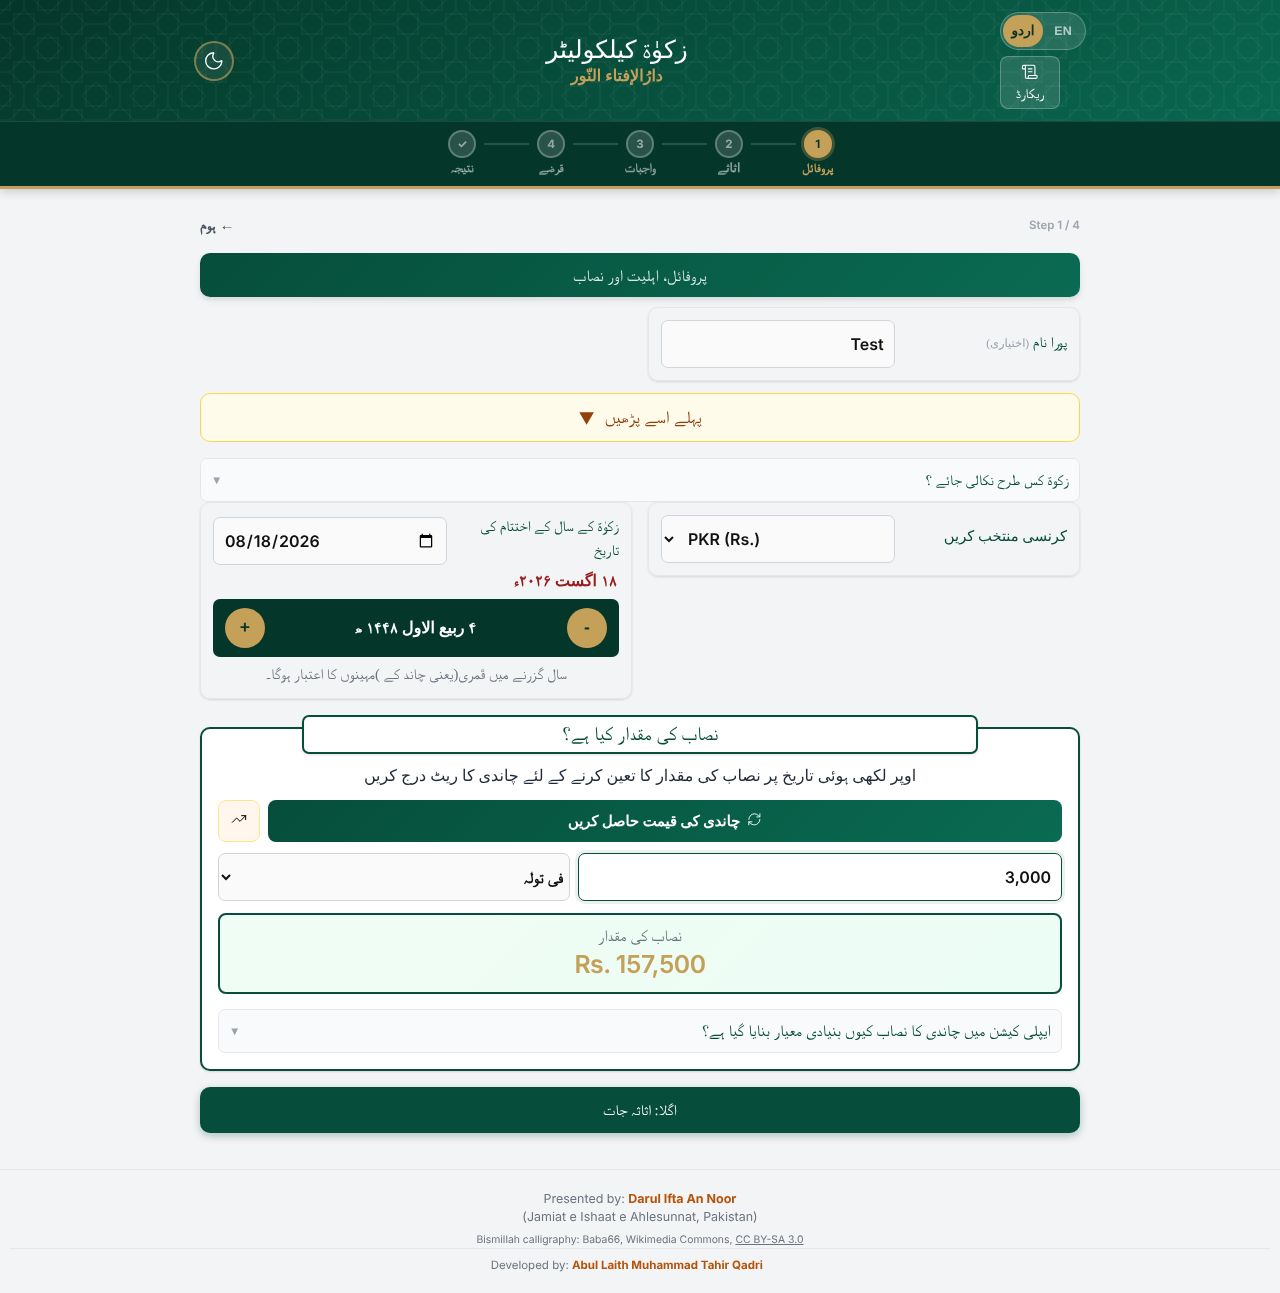 EN
اردو
زکوٰۃ کیلکولیٹر
دارُالإفتاء النّور
ریکارڈ
1
2
3
4
✓
پروفائل
اثاثے
واجبات
قرضے
نتیجہ
Step 1 / 4
← ہوم
پروفائل، اہلیت اور نصاب
پورا نام (اختیاری)
Test
پہلے اسے پڑھیں ▼
زکوۃ کس طرح نکالی جائے ؟ ▼
کرنسی منتخب کریں
PKR (Rs.)
زکوٰۃ کے سال کے اختتام کی
تاریخ
08/18/2026
۱۸ اگست ۲۰۲۶ء
-
۴ ربیع الاول ۱۴۴۸ ھ
+
سال گزرنے میں قمری(یعنی چاند کے )مہینوں کا اعتبار ہوگا۔
نصاب کی مقدار کیا ہے؟
اوپر لکھی ہوئی تاریخ پر نصاب کی مقدار کا تعین کرنے کے لئے چاندی کا ریٹ درج کریں
چاندی کی قیمت حاصل کریں
3,000
فی تولہ
نصاب کی مقدار
Rs. 157,500
ایپلی کیشن میں چاندی کا نصاب کیوں بنیادی معیار بنایا گیا ہے؟ ▼
اگلا: اثاثہ جات
Presented by: Darul Ifta An Noor
(Jamiat e Ishaat e Ahlesunnat, Pakistan)
Bismillah calligraphy: Baba66, Wikimedia Commons, CC BY-SA 3.0
Developed by: Abul Laith Muhammad Tahir Qadri